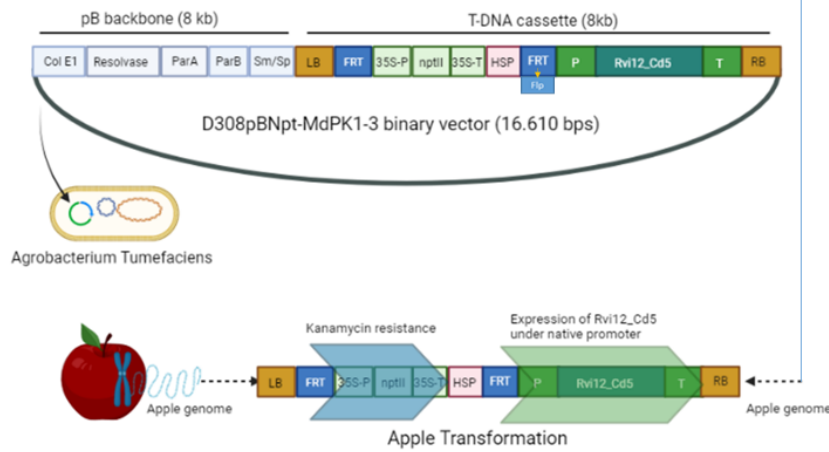 pB backbone (8 kb) T-DNA cassette (8kb)
Col E1 Resolvase ParA ParB Sm/Sp LB FRT 35S-P nptII 35S-T HSP FRT P Rvi12_Cd5 T RB
Flp
D308pBNpt-MdPK1-3 binary vector (16.610 bps)
Agrobacterium Tumefaciens
Kanamycin resistance
Expression of Rvi12_Cd5
under native promoter
LB FRT 35S-P nptII 35S-T HSP FRT P Rvi12_Cd5 T RB
Apple genome
Apple genome
Apple Transformation